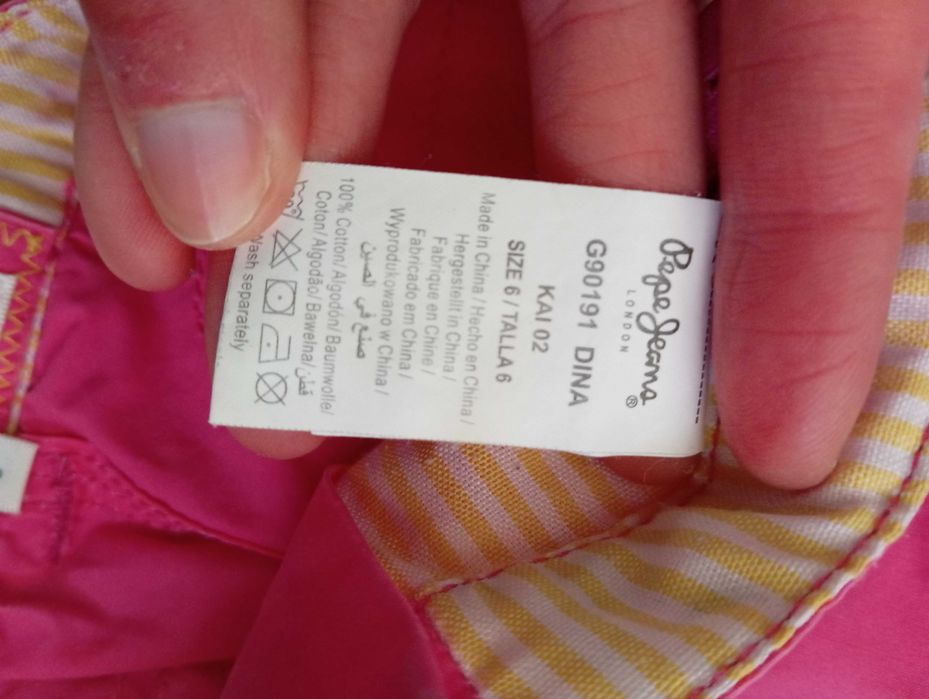 Pepe Jeans®
LONDON
G90191 DINA
KAI 02
SIZE 6 / TALLA 6
Made in China / Hecho en China /
Hergestellt in China /
Fabriqué en Chine /
Fabricado em China /
Wyprodukowano w China /
صنع في الصين
100% Cotton/Algodón/Baumwolle/
Coton/Algodão/Bawelna/قطن
Wash separately